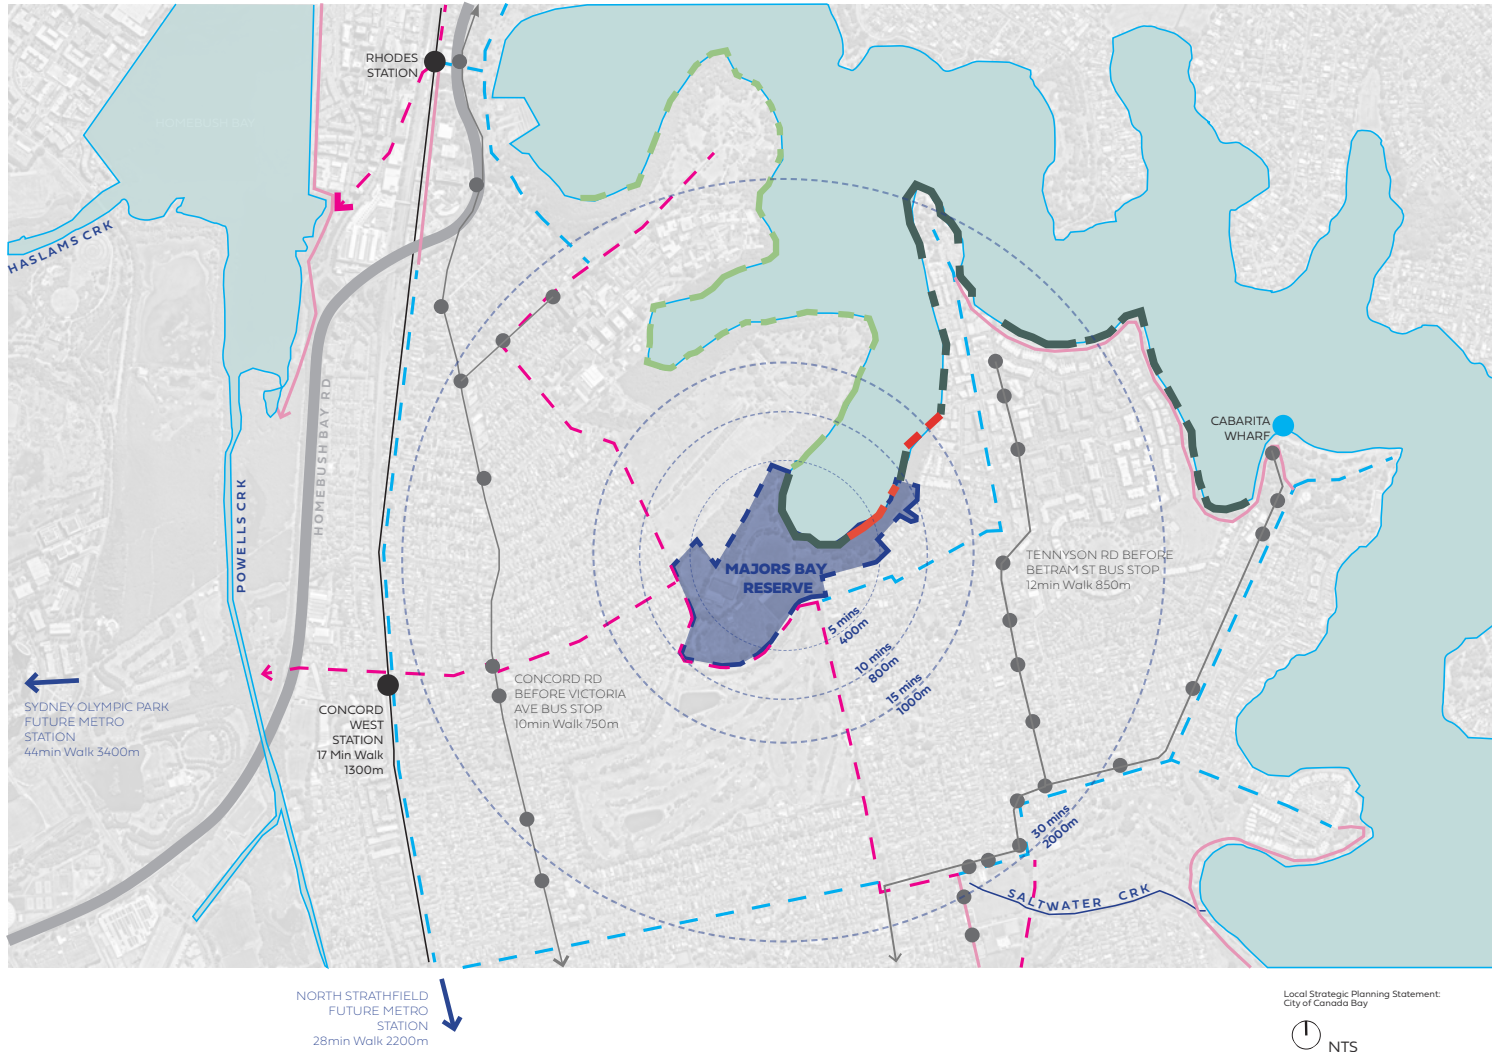 RHODES
STATION
HOMEBUSH BAY
HASLAMS CRK
HOMEBUSH BAY RD
POWELLS CRK
CABARITA
WHARF
MAJORS BAY
RESERVE
TENNYSON RD BEFORE
BETRAM ST BUS STOP
12min Walk 850m
5 mins
400m
10 mins
800m
15 mins
1000m
CONCORD RD
BEFORE VICTORIA
AVE BUS STOP
10min Walk 750m
SYDNEY OLYMPIC PARK
FUTURE METRO
STATION
44min Walk 3400m
CONCORD
WEST
STATION
17 Min Walk
1300m
30 mins
2000m
SALTWATER CRK
NORTH STRATHFIELD
FUTURE METRO
STATION
28min Walk 2200m
Local Strategic Planning Statement:
City of Canada Bay
NTS